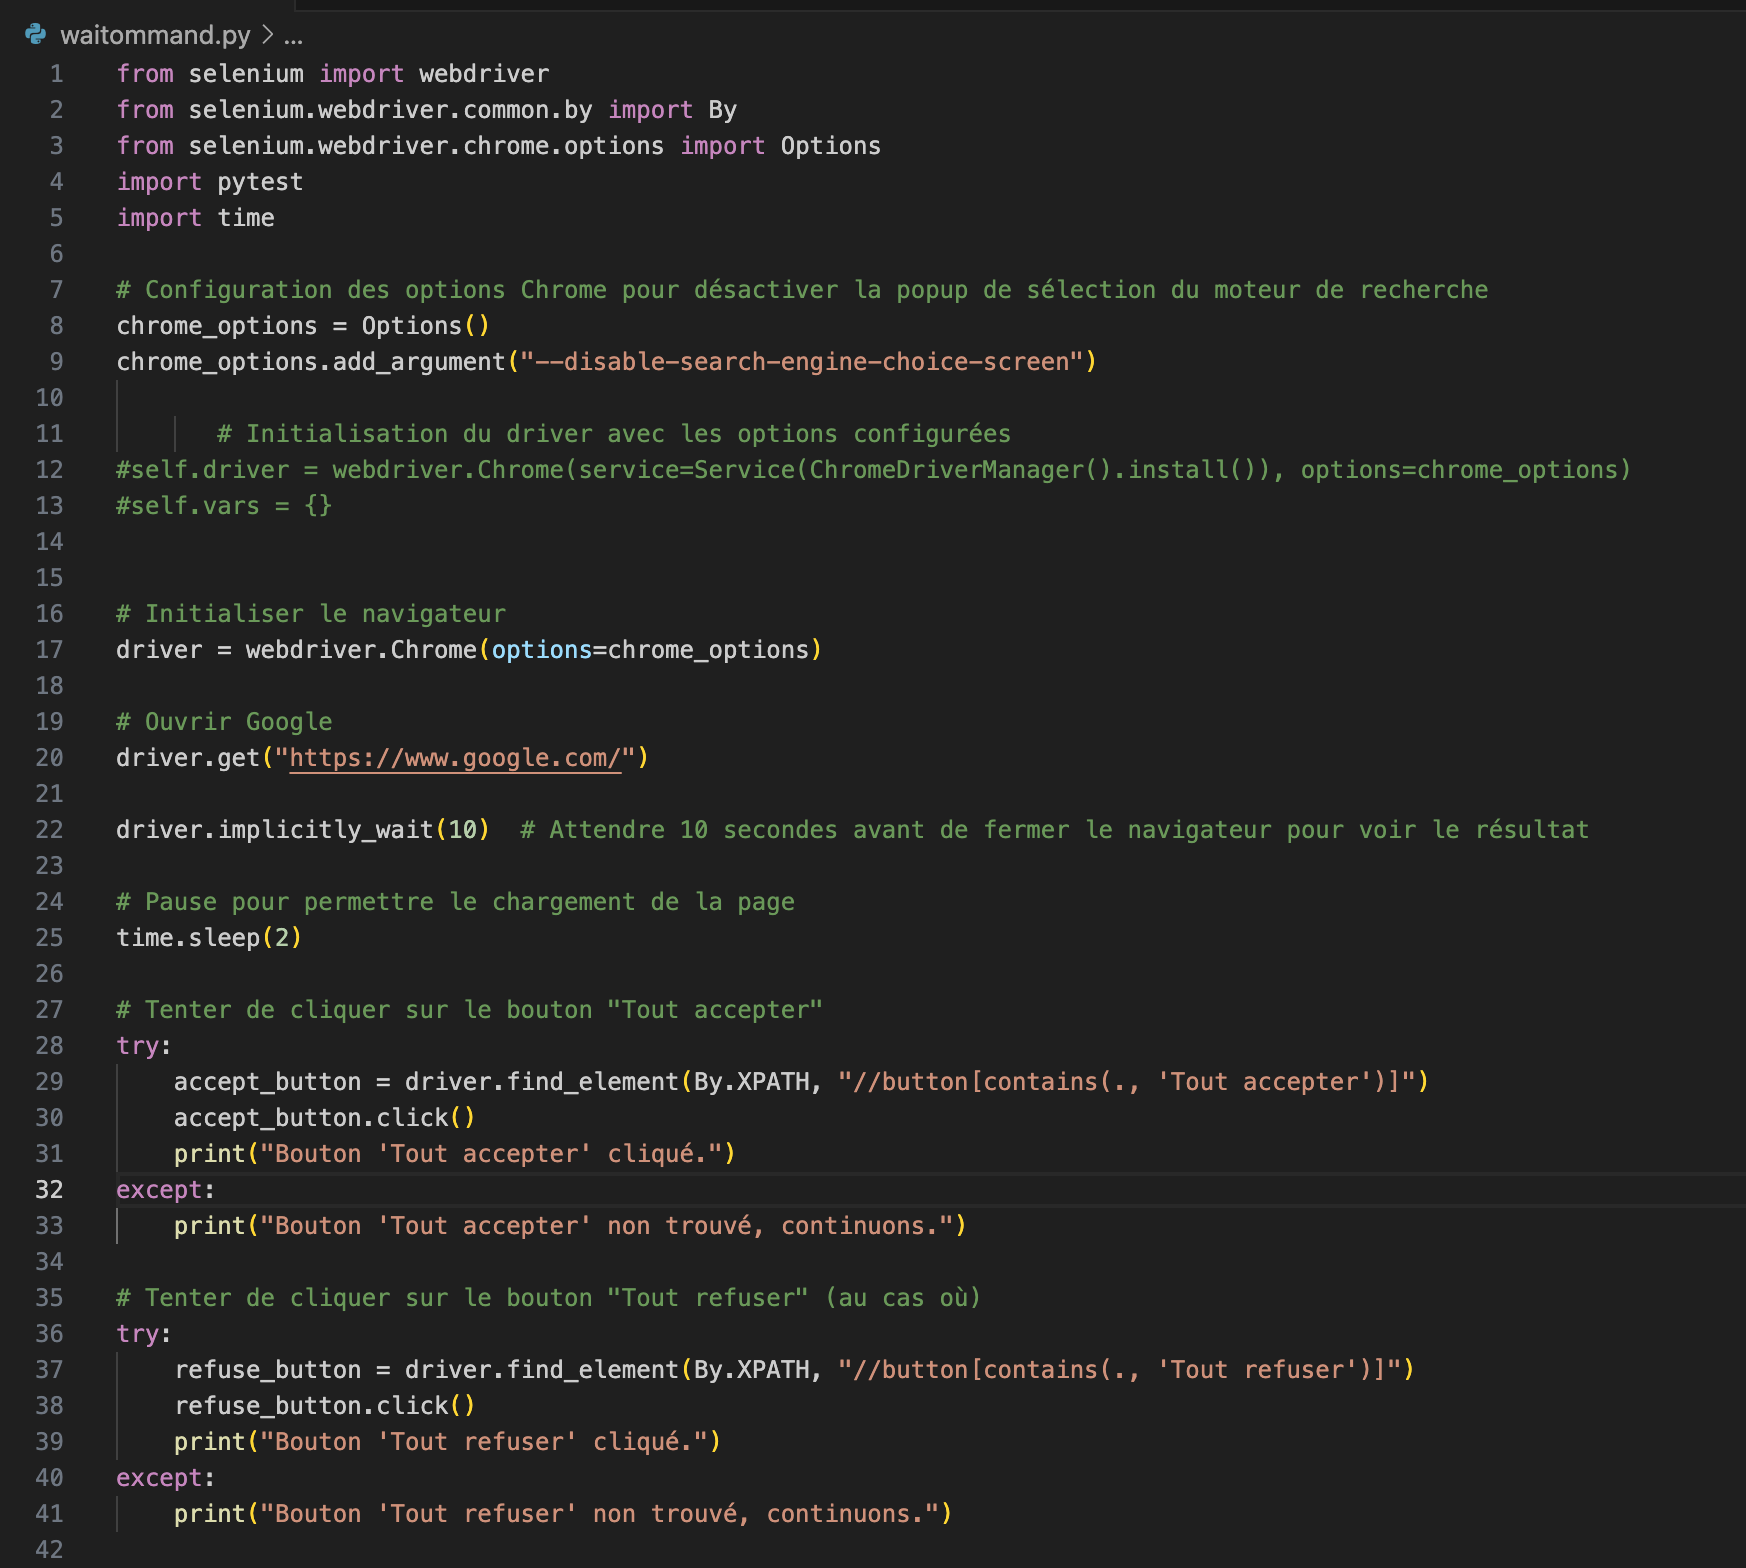 waitommand.py > ...
1 from selenium import webdriver
2 from selenium.webdriver.common.by import By
3 from selenium.webdriver.chrome.options import Options
4 import pytest
5 import time
6
7 # Configuration des options Chrome pour désactiver la popup de sélection du moteur de recherche
8 chrome_options = Options()
9 chrome_options.add_argument("--disable-search-engine-choice-screen")
10
11        # Initialisation du driver avec les options configurées
12 #self.driver = webdriver.Chrome(service=Service(ChromeDriverManager().install()), options=chrome_options)
13 #self.vars = {}
14
15
16 # Initialiser le navigateur
17 driver = webdriver.Chrome(options=chrome_options)
18
19 # Ouvrir Google
20 driver.get("https://www.google.com/")
21
22 driver.implicitly_wait(10)  # Attendre 10 secondes avant de fermer le navigateur pour voir le résultat
23
24 # Pause pour permettre le chargement de la page
25 time.sleep(2)
26
27 # Tenter de cliquer sur le bouton "Tout accepter"
28 try:
29     accept_button = driver.find_element(By.XPATH, "//button[contains(., 'Tout accepter')]")
30     accept_button.click()
31     print("Bouton 'Tout accepter' cliqué.")
32 except:
33     print("Bouton 'Tout accepter' non trouvé, continuons.")
34
35 # Tenter de cliquer sur le bouton "Tout refuser" (au cas où)
36 try:
37     refuse_button = driver.find_element(By.XPATH, "//button[contains(., 'Tout refuser')]")
38     refuse_button.click()
39     print("Bouton 'Tout refuser' cliqué.")
40 except:
41     print("Bouton 'Tout refuser' non trouvé, continuons.")
42